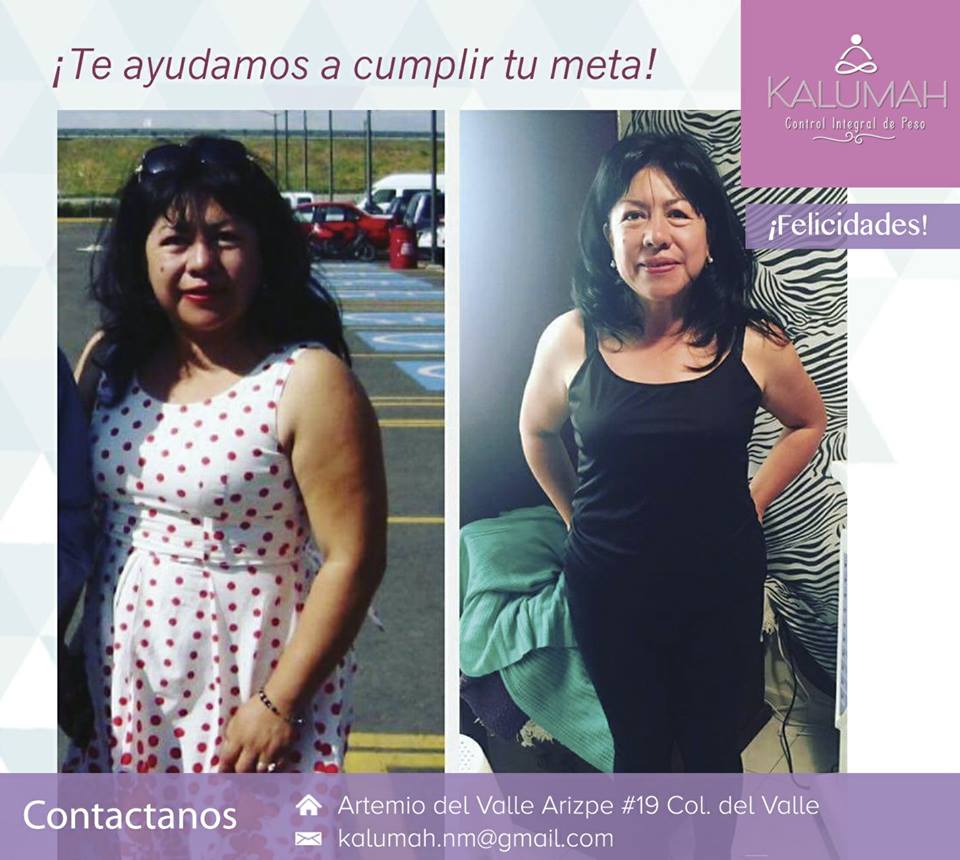 ¡Te ayudamos a cumplir tu meta!
KALUMAH
Control Integral de Peso
¡Felicidades!
Contactanos
Artemio del Valle Arizpe #19 Col. del Valle
kalumah.nm@gmail.com